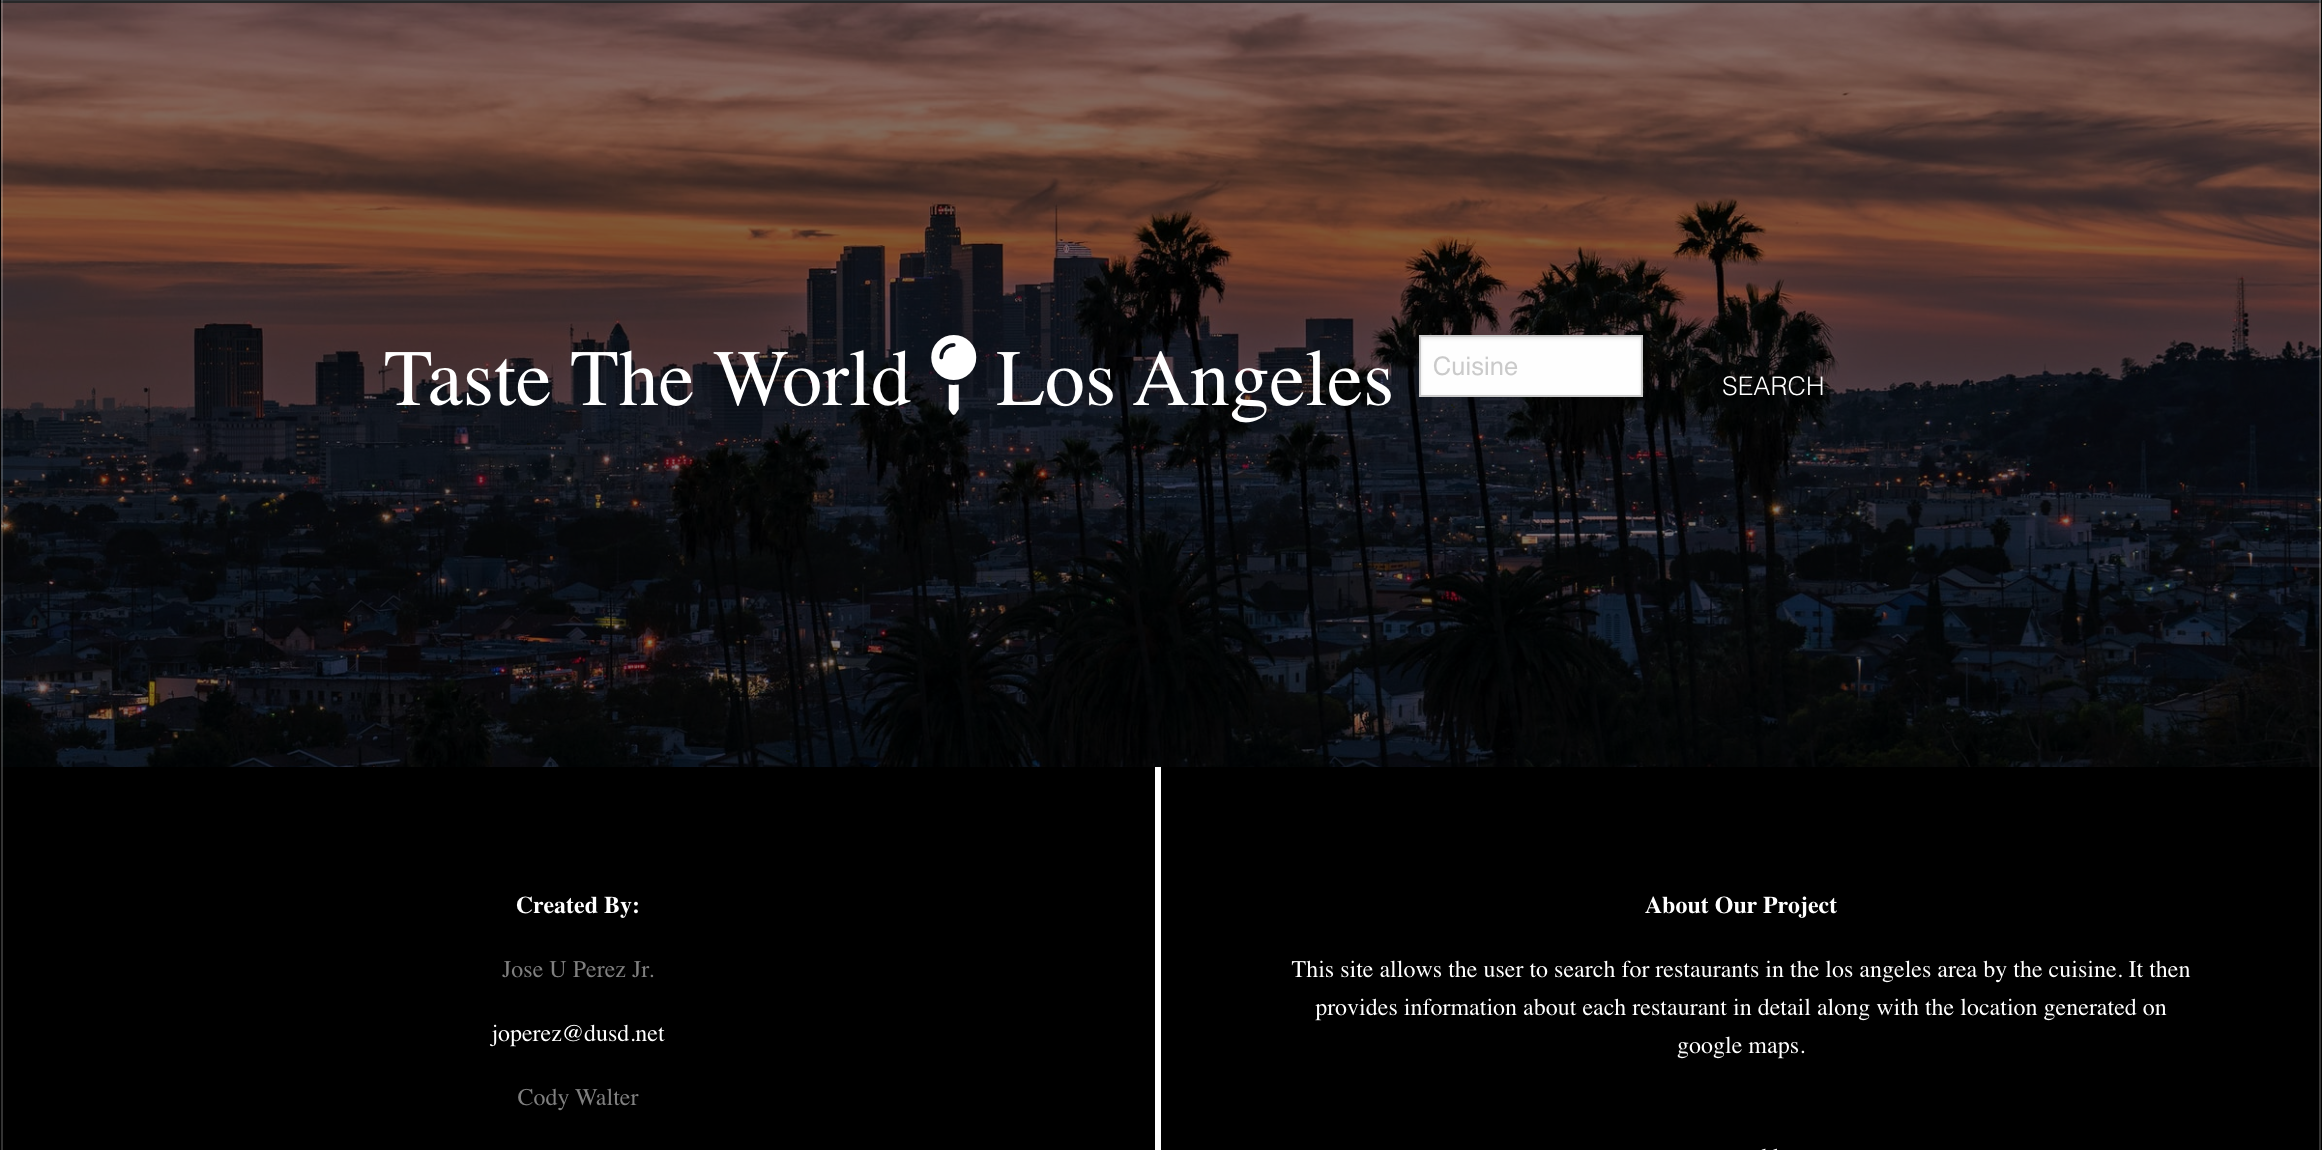 Taste The World Los Angeles
Cuisine
SEARCH
Created By:
Jose U Perez Jr.
joperez@dusd.net
Cody Walter
About Our Project
This site allows the user to search for restaurants in the los angeles area by the cuisine. It then
provides information about each restaurant in detail along with the location generated on
google maps.